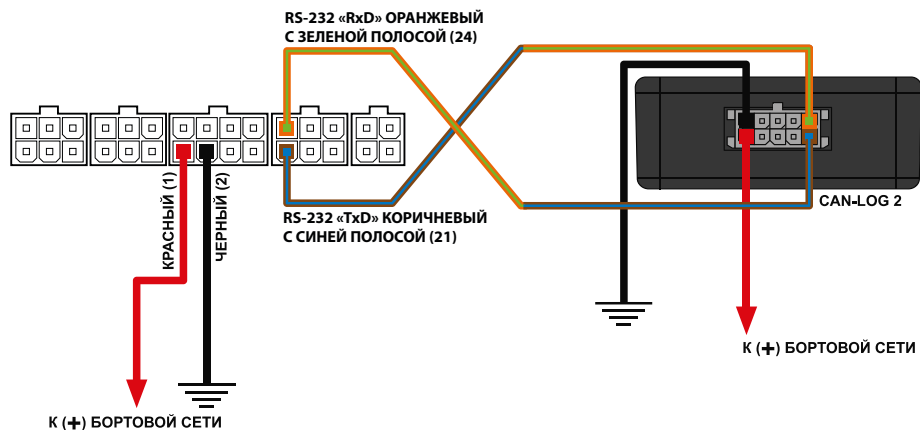 RS-232 «RxD» ОРАНЖЕВЫЙ
С ЗЕЛЕНОЙ ПОЛОСОЙ (24)
КРАСНЫЙ (1)
ЧЕРНЫЙ (2)
RS-232 «TxD» КОРИЧНЕВЫЙ
С СИНЕЙ ПОЛОСОЙ (21)
CAN-LOG 2
К (+) БОРТОВОЙ СЕТИ
К (+) БОРТОВОЙ СЕТИ